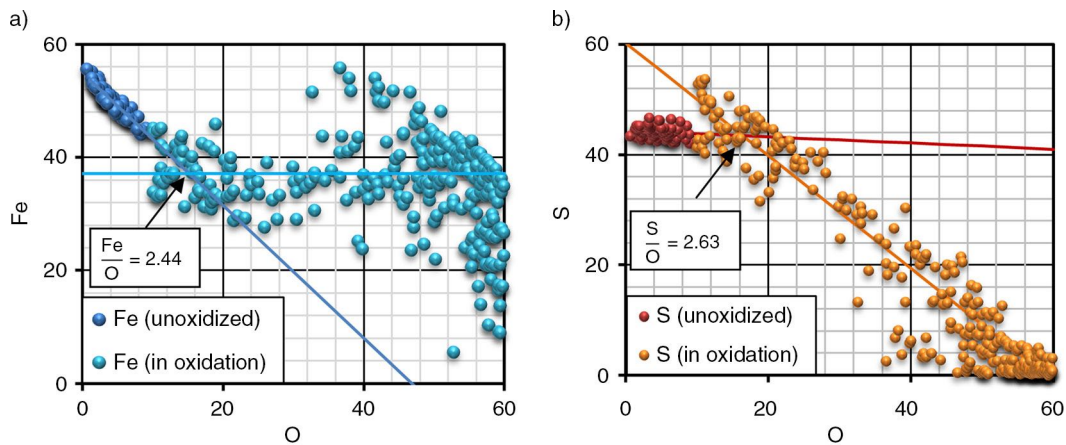 a)
60
40
20
0
Fe
Fe
O
= 2.44
Fe (unoxidized)
Fe (in oxidation)
0
20
40
60
O
b)
60
40
20
0
S
S
O
= 2.63
S (unoxidized)
S (in oxidation)
0
20
40
60
O